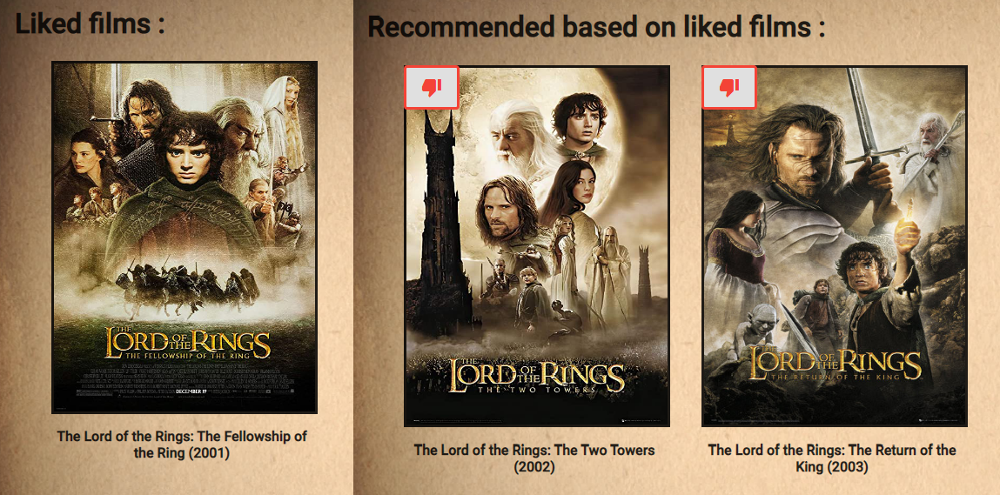 Liked films :
THE
LORD OF THE RINGS
THE FELLOWSHIP OF THE RING
DECEMBER 19
The Lord of the Rings: The Fellowship of
the Ring (2001)
Recommended based on liked films :
THE
LORD OF THE RINGS
THE TWO TOWERS
The Lord of the Rings: The Two Towers
(2002)
THE
LORD OF THE RINGS
THE RETURN OF THE KING
The Lord of the Rings: The Return of the
King (2003)